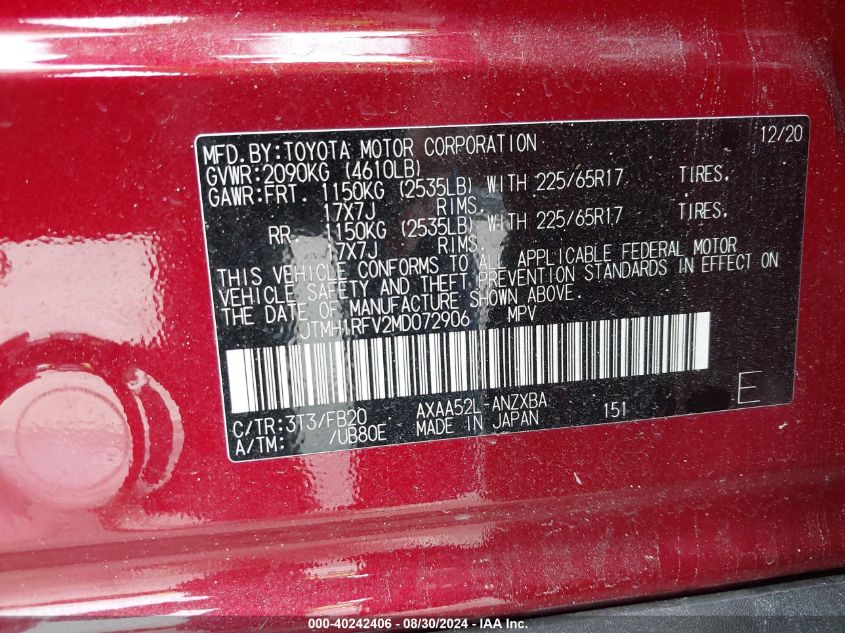 MFD.BY:TOYOTA MOTOR CORPORATION 12/20
GVWR:2090KG (4610LB)
GAWR:FRT. 1150KG (2535LB) WITH 225/65R17 TIRES.
17X7J RIMS.
RR. 1150KG (2535LB) WITH 225/65R17 TIRES.
17X7J RIMS.
THIS VEHICLE CONFORMS TO ALL APPLICABLE FEDERAL MOTOR
VEHICLE SAFETY AND THEFT PREVENTION STANDARDS IN EFFECT ON
THE DATE OF MANUFACTURE SHOWN ABOVE.
JTMH1RFV2MD072906 MPV
C/TR:3T3/FB20 AXAA52L-ANZXBA 151 E
A/TM: /UB80E MADE IN JAPAN
000-40242406 - 08/30/2024 - IAA Inc.